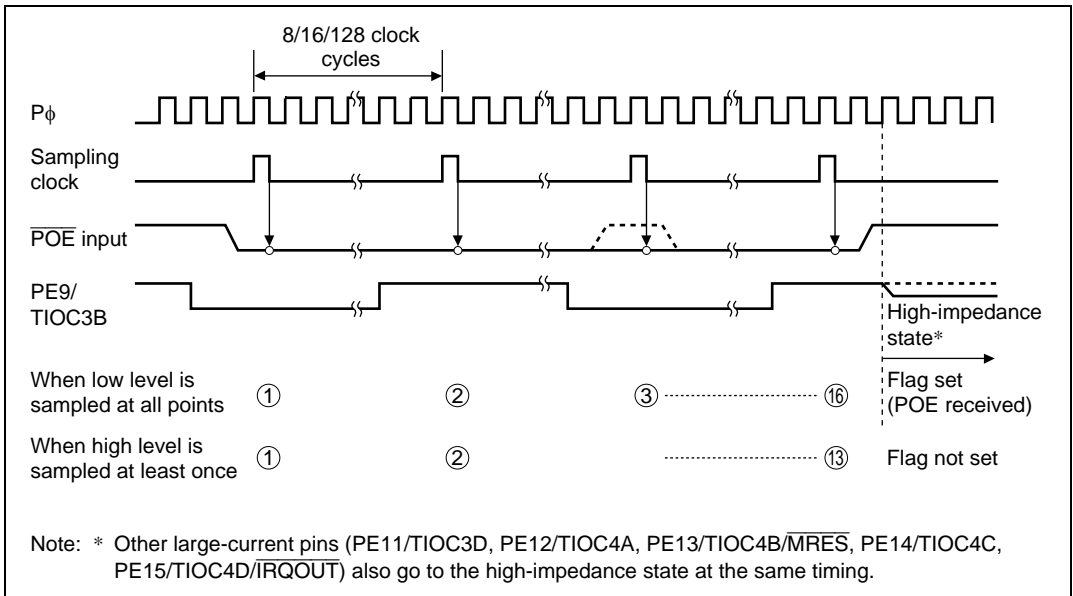 8/16/128 clock
cycles
Pϕ
Sampling
clock
POE input
PE9/
TIOC3B
High-impedance
state*
When low level is
sampled at all points
① ② ③ ⑯
Flag set
(POE received)
When high level is
sampled at least once
① ② ⑬
Flag not set
Note: * Other large-current pins (PE11/TIOC3D, PE12/TIOC4A, PE13/TIOC4B/MRES, PE14/TIOC4C,
PE15/TIOC4D/IRQOUT) also go to the high-impedance state at the same timing.